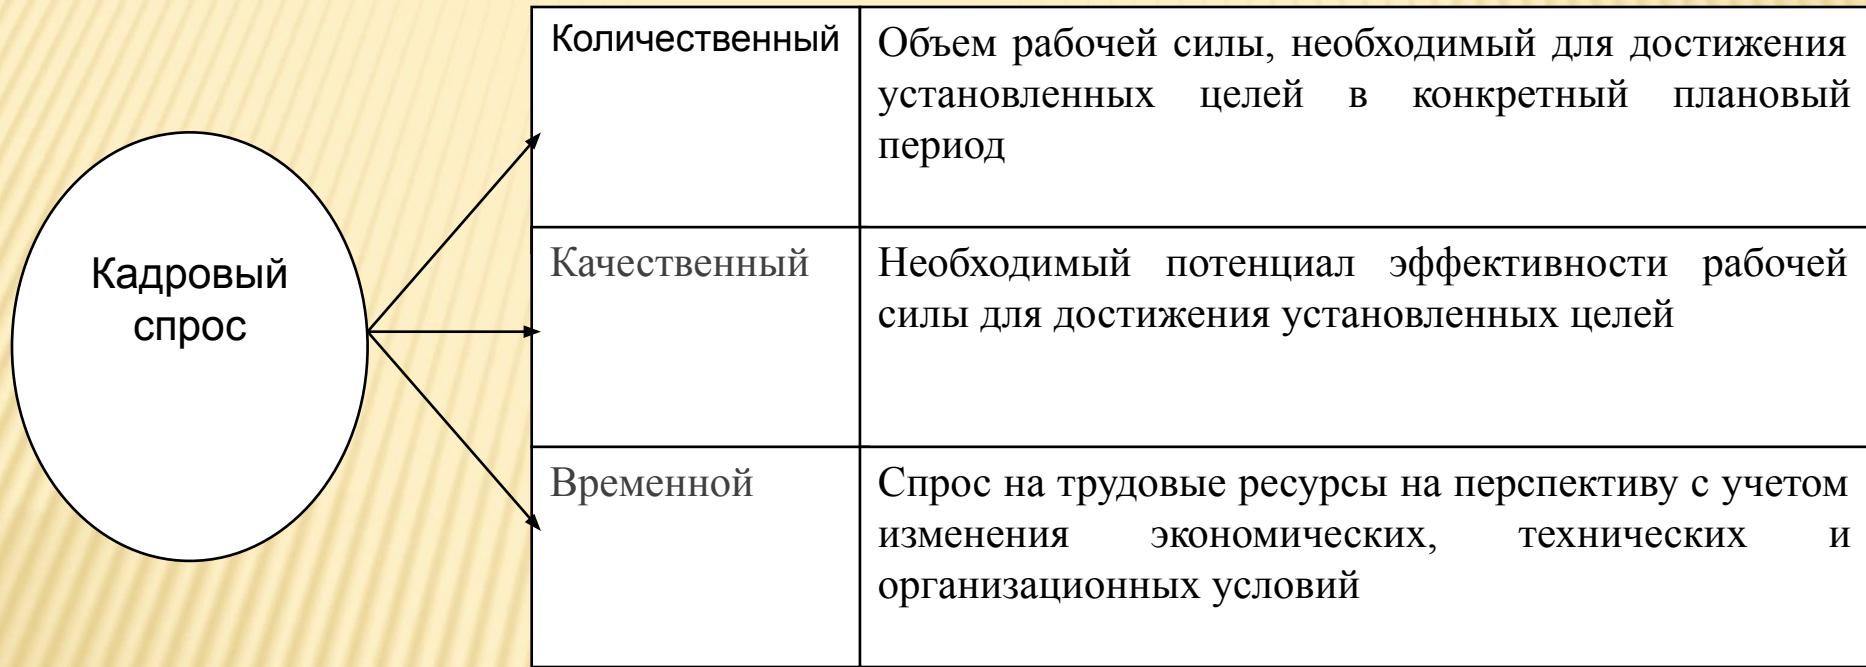 Кадровый
спрос
Количественный
Объем рабочей силы, необходимый для достижения
установленных целей в конкретный плановый
период
Качественный
Необходимый потенциал эффективности рабочей
силы для достижения установленных целей
Временной
Спрос на трудовые ресурсы на перспективу с учетом
изменения экономических, технических и
организационных условий